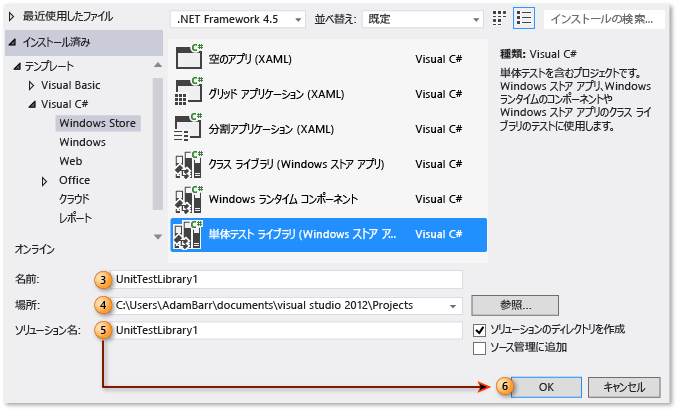 最近使用したファイル
.NET Framework 4.5
並べ替え:
既定
インストールの検索...
インストール済み
テンプレート
Visual Basic
Visual C#
Windows Store
Windows
Web
Office
クラウド
レポート
オンライン
C#
空のアプリ (XAML)
Visual C#
C#
グリッド アプリケーション (XAML)
Visual C#
C#
分割アプリケーション (XAML)
Visual C#
C#
クラス ライブラリ (Windows ストア アプリ)
Visual C#
C#
Windows ランタイム コンポーネント
Visual C#
C#
単体テスト ライブラリ (Windows ストア ア...
Visual C#
種類: Visual C#
単体テストを含むプロジェクトです。
Windows ストア アプリ、Windows
ランタイムのコンポーネントや
Windows ストア アプリのクラス ライ
ブラリのテストに使用します。
名前:
3
UnitTestLibrary1
場所:
4
C:\Users\AdamBarr\documents\visual studio 2012\Projects
参照...
ソリューション名:
5
UnitTestLibrary1
ソリューションのディレクトリを作成
ソース管理に追加
6
OK
キャンセル